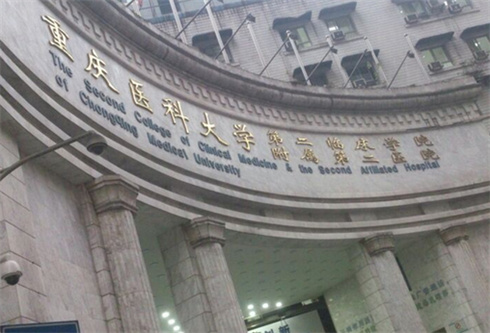 重庆医科大学 第二临床学院
附属第二医院
The Second College of Clinical Medicine & the Second Affiliated Hospital
of Chongqing Medical University